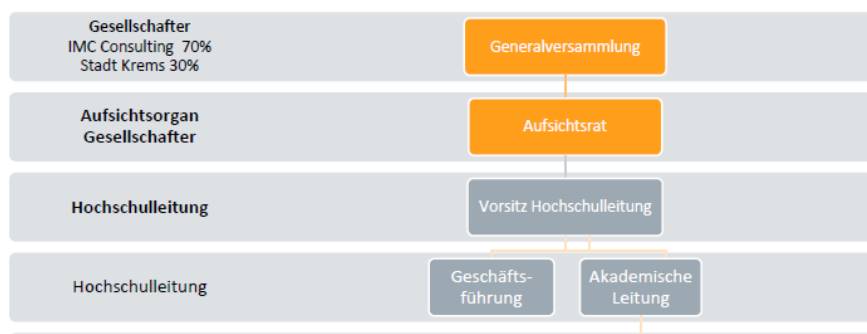 Gesellschafter
IMC Consulting 70%
Stadt Krems 30%
Generalversammlung
Aufsichtsorgan
Gesellschafter
Aufsichtsrat
Hochschulleitung
Vorsitz Hochschulleitung
Hochschulleitung
Geschäfts-
führung
Akademische
Leitung